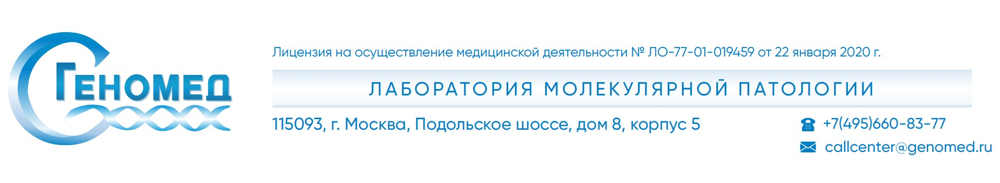 ГЕНОМЕД
Лицензия на осуществление медицинской деятельности № ЛО-77-01-019459 от 22 января 2020 г.
ЛАБОРАТОРИЯ МОЛЕКУЛЯРНОЙ ПАТОЛОГИИ
115093, г. Москва, Подольское шоссе, дом 8, корпус 5
+7(495)660-83-77
callcenter@genomed.ru